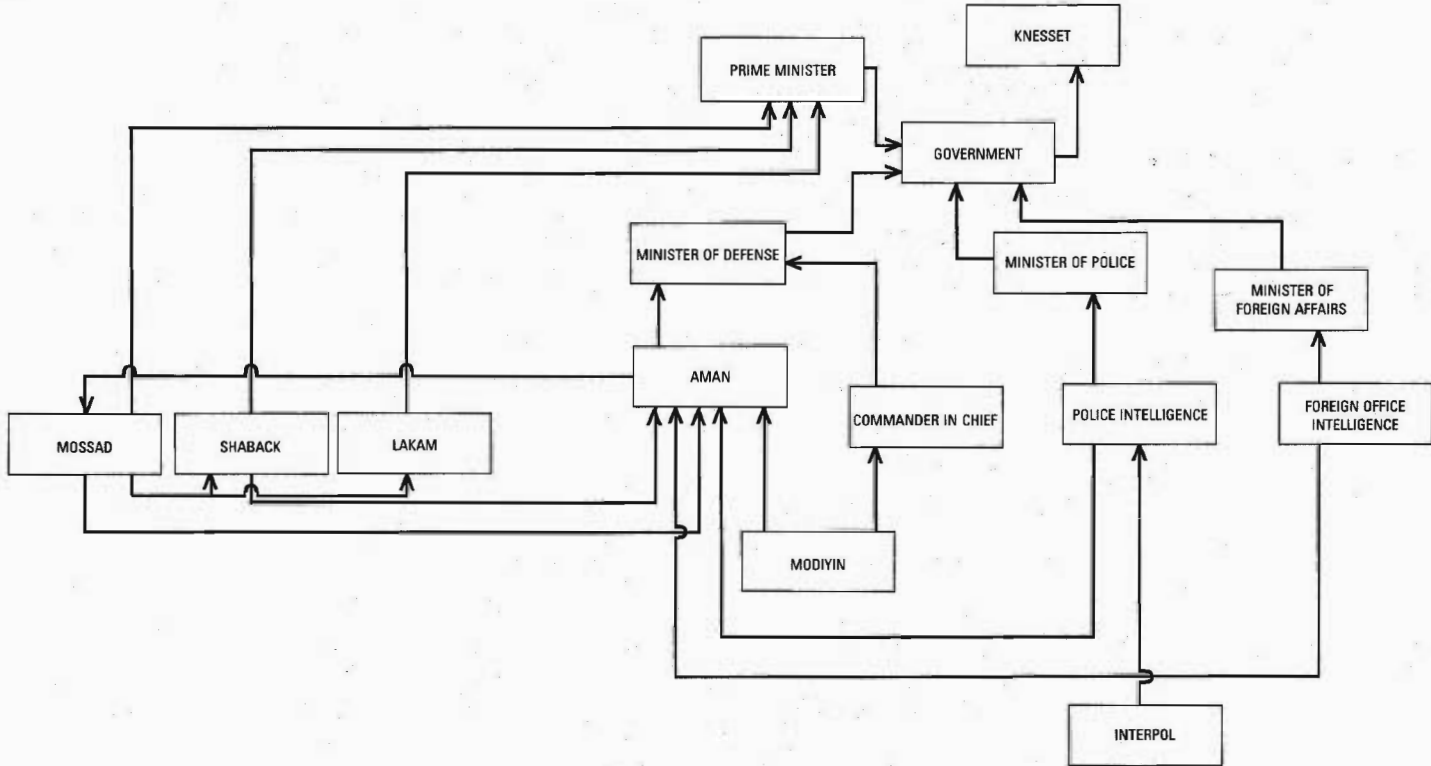 KNESSET
PRIME MINISTER
GOVERNMENT
MINISTER OF DEFENSE
MINISTER OF POLICE
MINISTER OF
FOREIGN AFFAIRS
AMAN
COMMANDER IN CHIEF
POLICE INTELLIGENCE
FOREIGN OFFICE
INTELLIGENCE
MOSSAD
SHABACK
LAKAM
MODIYIN
INTERPOL